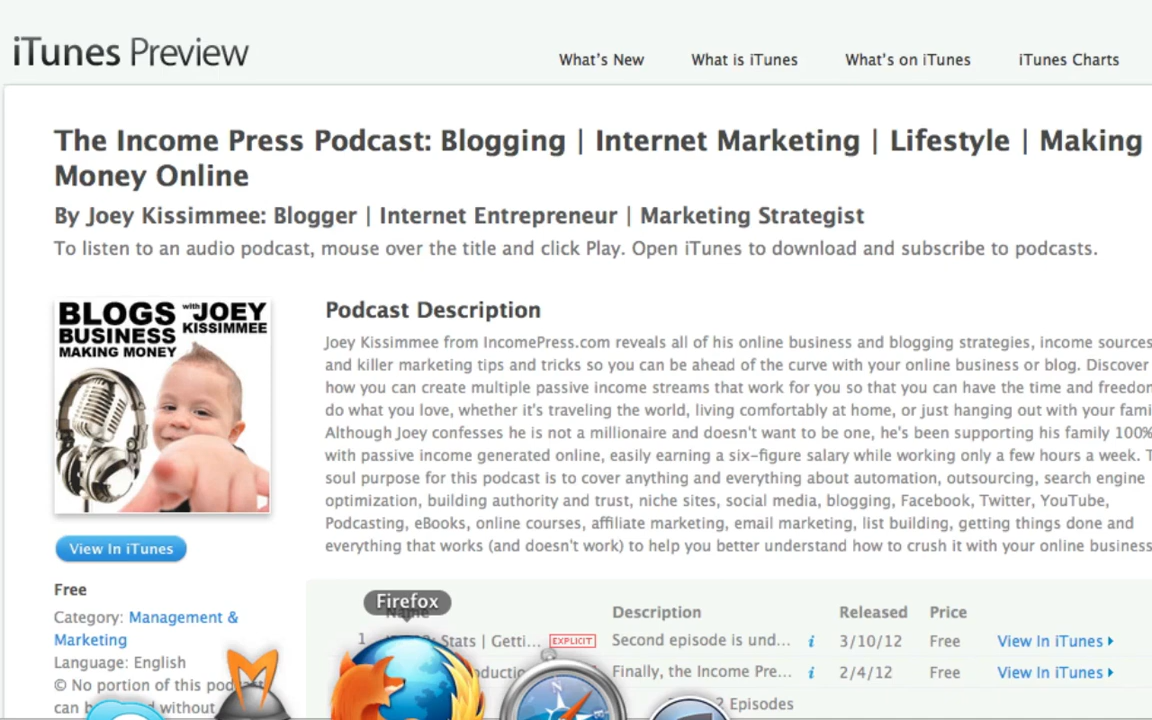 iTunes Preview
What's New
What is iTunes
What's on iTunes
iTunes Charts
The Income Press Podcast: Blogging | Internet Marketing | Lifestyle | Making
Money Online
By Joey Kissimmee: Blogger | Internet Entrepreneur | Marketing Strategist
To listen to an audio podcast, mouse over the title and click Play. Open iTunes to download and subscribe to podcasts.
BLOGS with JOEY
BUSINESS KISSIMMEE
MAKING MONEY
View In iTunes
Free
Category: Management &
Marketing
Language: English
© No portion of this
can without
Podcast Description
Joey Kissimmee from IncomePress.com reveals all of his online business and blogging strategies, income sources
and killer marketing tips and tricks so you can be ahead of the curve with your online business or blog. Discover
how you can create multiple passive income streams that work for you so that you can have the time and freedom
do what you love, whether it's traveling the world, living comfortably at home, or just hanging out with your fami
Although Joey confesses he is not a millionaire and doesn't want to be one, he's been supporting his family 100%
with passive income generated online, easily earning a six-figure salary while working only a few hours a week. T
soul purpose for this podcast is to cover anything and everything about automation, outsourcing, search engine
optimization, building authority and trust, niche sites, social media, blogging, Facebook, Twitter, YouTube,
Podcasting, eBooks, online courses, affiliate marketing, email marketing, list building, getting things done and
everything that works (and doesn't work) to help you better understand how to crush it with your online business
Firefox
Name Description Released Price
1 Stats | Getti... EXPLICIT Second episode is und... i 3/10/12 Free View In iTunes
Finally, the Income Pre... i 2/4/12 Free View In iTunes
2 Episodes